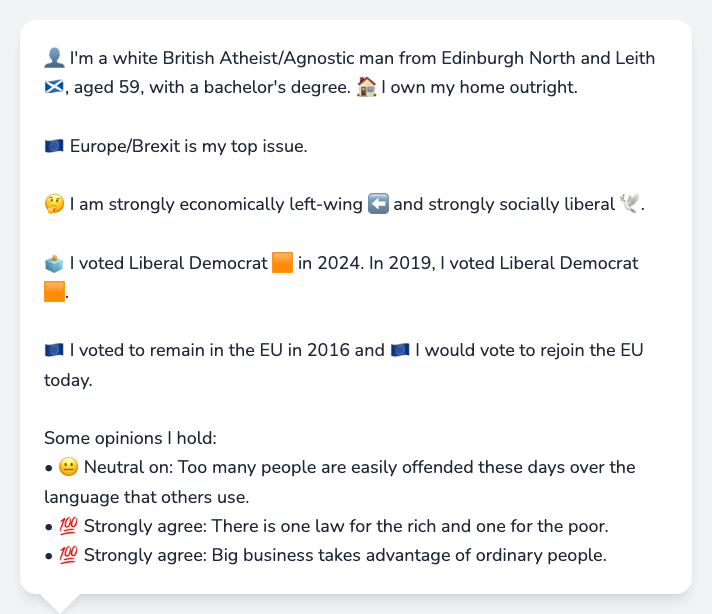 👤 I'm a white British Atheist/Agnostic man from Edinburgh North and Leith
🏴󠁧󠁢󠁳󠁣󠁴󠁿, aged 59, with a bachelor's degree. 🏠 I own my home outright.
🇪🇺 Europe/Brexit is my top issue.
🤔 I am strongly economically left-wing ⬅️ and strongly socially liberal 🕊️.
🗳️ I voted Liberal Democrat 🟧 in 2024. In 2019, I voted Liberal Democrat
🟧.
🇪🇺 I voted to remain in the EU in 2016 and 🇪🇺 I would vote to rejoin the EU
today.
Some opinions I hold:
• 😐 Neutral on: Too many people are easily offended these days over the
language that others use.
• 💯 Strongly agree: There is one law for the rich and one for the poor.
• 💯 Strongly agree: Big business takes advantage of ordinary people.